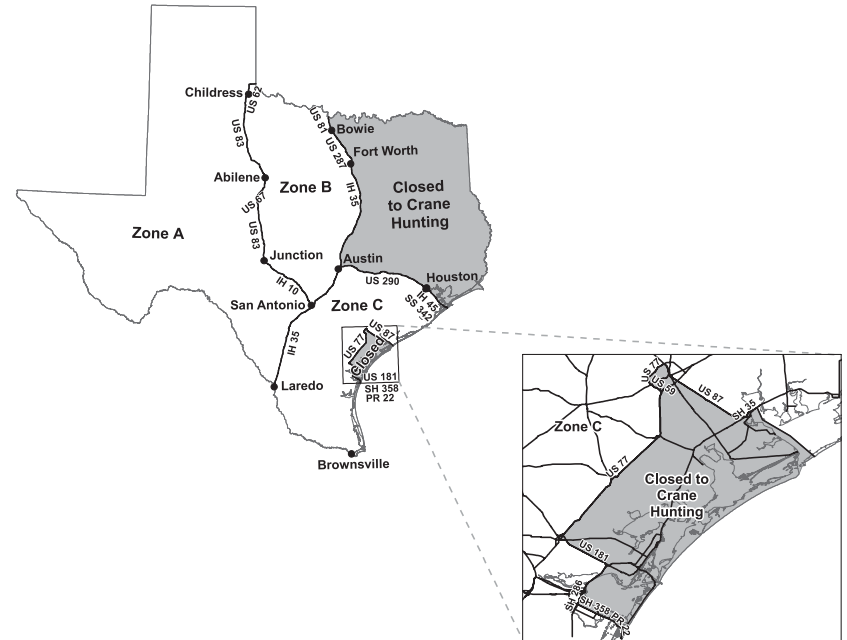 Childress
US 62
US 83
US 81
Bowie
US 287
Fort Worth
Abilene
Zone B
IH 35
Closed
to Crane
Hunting
US 67
Zone A
US 83
Junction
Austin
IH 10
US 290
Houston
San Antonio
Zone C
IH 45
SS 342
IH 35
US 87
US 77
Closed
US 181
SH 358
PR 22
Laredo
Brownsville
US 77
US 59
US 87
SH 35
Zone C
US 77
Closed to
Crane
Hunting
US 181
SH 286
SH 358 PR 22